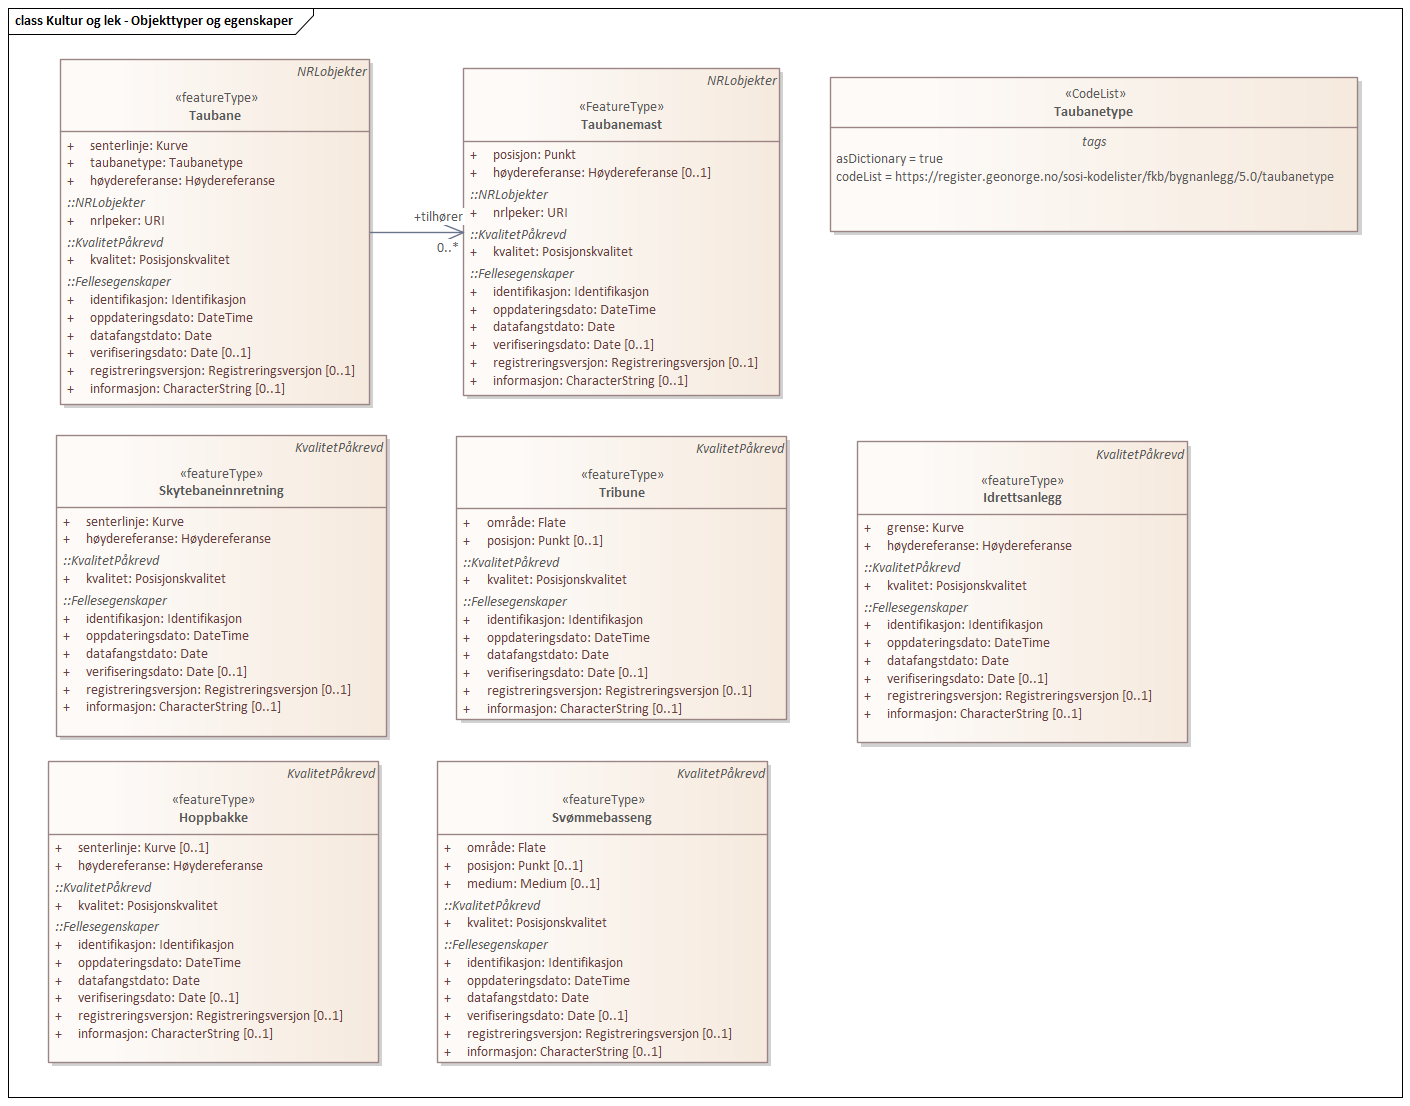 class Kultur og lek - Objekttyper og egenskaper
NRLobjekter
«featureType»
Taubane
+ senterlinje: Kurve
+ taubanetype: Taubanetype
+ høydereferanse: Høydereferanse
::NRLobjekter
+ nrlpeker: URI
::KvalitetPåkrevd
+ kvalitet: Posisjonskvalitet
::Fellesegenskaper
+ identifikasjon: Identifikasjon
+ oppdateringsdato: DateTime
+ datafangstdato: Date
+ verifiseringsdato: Date [0..1]
+ registreringsversjon: Registreringsversjon [0..1]
+ informasjon: CharacterString [0..1]
+tilhører
0..*
NRLobjekter
«FeatureType»
Taubanemast
+ posisjon: Punkt
+ høydereferanse: Høydereferanse [0..1]
::NRLobjekter
+ nrlpeker: URI
::KvalitetPåkrevd
+ kvalitet: Posisjonskvalitet
::Fellesegenskaper
+ identifikasjon: Identifikasjon
+ oppdateringsdato: DateTime
+ datafangstdato: Date
+ verifiseringsdato: Date [0..1]
+ registreringsversjon: Registreringsversjon [0..1]
+ informasjon: CharacterString [0..1]
«CodeList»
Taubanetype
tags
asDictionary = true
codeList = https://register.geonorge.no/sosi-kodelister/fkb/bygnanlegg/5.0/taubanetype
KvalitetPåkrevd
«featureType»
Skytebaneinnretning
+ senterlinje: Kurve
+ høydereferanse: Høydereferanse
::KvalitetPåkrevd
+ kvalitet: Posisjonskvalitet
::Fellesegenskaper
+ identifikasjon: Identifikasjon
+ oppdateringsdato: DateTime
+ datafangstdato: Date
+ verifiseringsdato: Date [0..1]
+ registreringsversjon: Registreringsversjon [0..1]
+ informasjon: CharacterString [0..1]
KvalitetPåkrevd
«featureType»
Tribune
+ område: Flate
+ posisjon: Punkt [0..1]
::KvalitetPåkrevd
+ kvalitet: Posisjonskvalitet
::Fellesegenskaper
+ identifikasjon: Identifikasjon
+ oppdateringsdato: DateTime
+ datafangstdato: Date
+ verifiseringsdato: Date [0..1]
+ registreringsversjon: Registreringsversjon [0..1]
+ informasjon: CharacterString [0..1]
KvalitetPåkrevd
«featureType»
Idrettsanlegg
+ grense: Kurve
+ høydereferanse: Høydereferanse
::KvalitetPåkrevd
+ kvalitet: Posisjonskvalitet
::Fellesegenskaper
+ identifikasjon: Identifikasjon
+ oppdateringsdato: DateTime
+ datafangstdato: Date
+ verifiseringsdato: Date [0..1]
+ registreringsversjon: Registreringsversjon [0..1]
+ informasjon: CharacterString [0..1]
KvalitetPåkrevd
«featureType»
Hoppbakke
+ senterlinje: Kurve [0..1]
+ høydereferanse: Høydereferanse
::KvalitetPåkrevd
+ kvalitet: Posisjonskvalitet
::Fellesegenskaper
+ identifikasjon: Identifikasjon
+ oppdateringsdato: DateTime
+ datafangstdato: Date
+ verifiseringsdato: Date [0..1]
+ registreringsversjon: Registreringsversjon [0..1]
+ informasjon: CharacterString [0..1]
KvalitetPåkrevd
«featureType»
Svømmebasseng
+ område: Flate
+ posisjon: Punkt [0..1]
+ medium: Medium [0..1]
::KvalitetPåkrevd
+ kvalitet: Posisjonskvalitet
::Fellesegenskaper
+ identifikasjon: Identifikasjon
+ oppdateringsdato: DateTime
+ datafangstdato: Date
+ verifiseringsdato: Date [0..1]
+ registreringsversjon: Registreringsversjon [0..1]
+ informasjon: CharacterString [0..1]